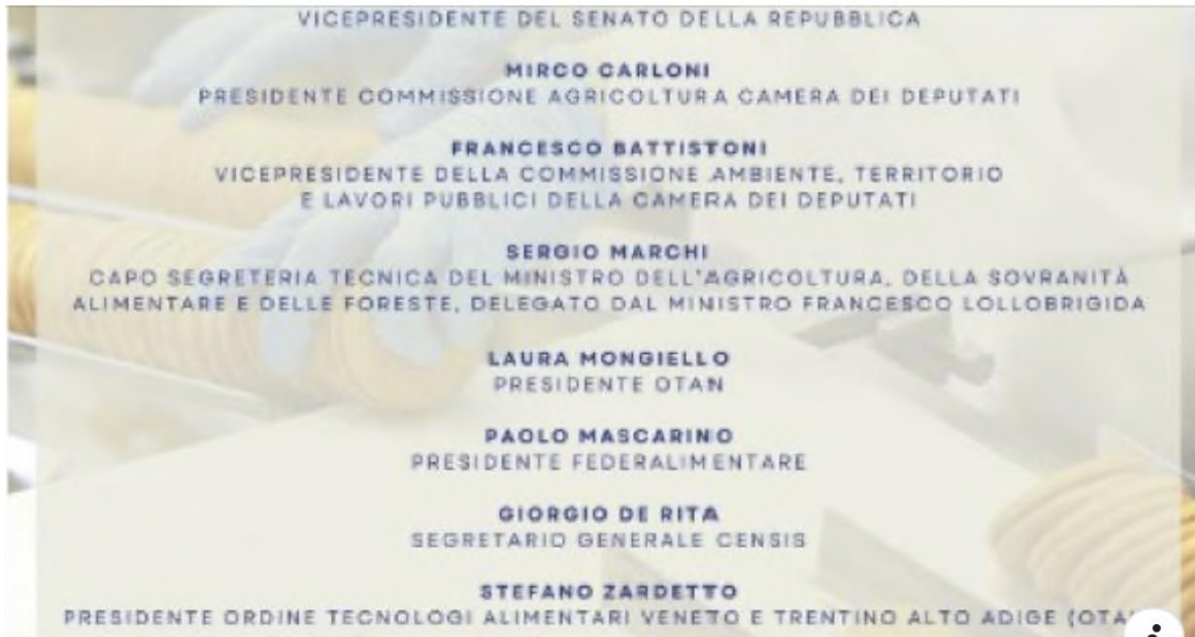 VICEPRESIDENTE DEL SENATO DELLA REPUBBLICA
MIRCO CARLONI
PRESIDENTE COMMISSIONE AGRICOLTURA CAMERA DEI DEPUTATI
FRANCESCO BATTISTONI
VICEPRESIDENTE DELLA COMMISSIONE AMBIENTE, TERRITORIO
E LAVORI PUBBLICI DELLA CAMERA DEI DEPUTATI
SERGIO MARCHI
CAPO SEGRETERIA TECNICA DEL MINISTRO DELL'AGRICOLTURA, DELLA SOVRANITÀ
ALIMENTARE E DELLE FORESTE, DELEGATO DAL MINISTRO FRANCESCO LOLLOBRIGIDA
LAURA MONGIELLO
PRESIDENTE OTAN
PAOLO MASCARINO
PRESIDENTE FEDERALIMENTARE
GIORGIO DE RITA
SEGRETARIO GENERALE CENSIS
STEFANO ZARDETTO
PRESIDENTE ORDINE TECNOLOGI ALIMENTARI VENETO E TRENTINO ALTO ADIGE